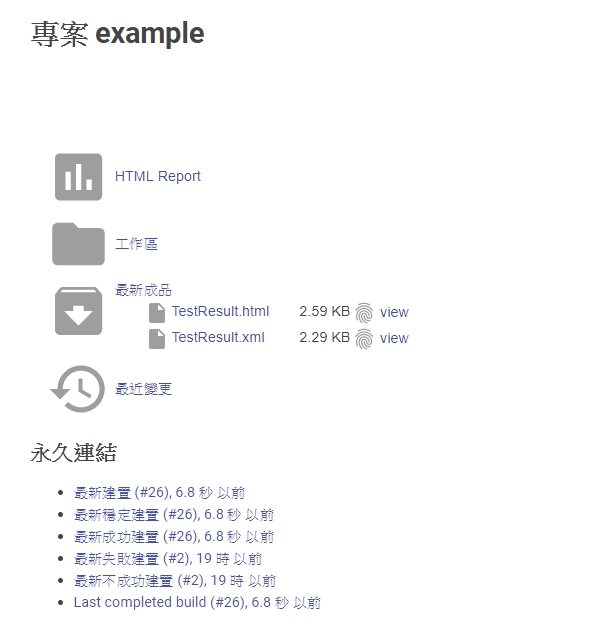 專案 example
HTML Report
工作區
最新成品
TestResult.html 2.59 KB view
TestResult.xml 2.29 KB view
最近變更
永久連結
最新建置 (#26), 6.8 秒 以前
最新穩定建置 (#26), 6.8 秒 以前
最新成功建置 (#26), 6.8 秒 以前
最新失敗建置 (#2), 19 時 以前
最新不成功建置 (#2), 19 時 以前
Last completed build (#26), 6.8 秒 以前